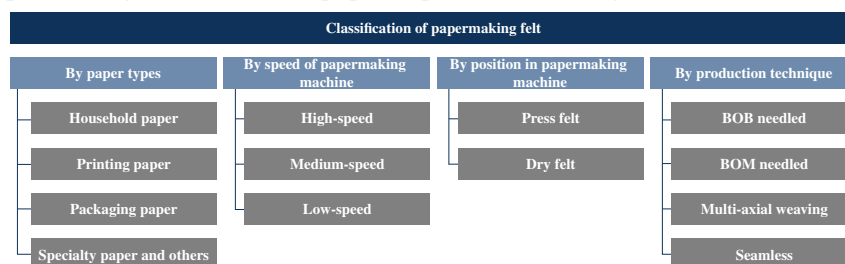 Classification of papermaking felt
By paper types
Household paper
Printing paper
Packaging paper
Specialty paper and others
By speed of papermaking
machine
High-speed
Medium-speed
Low-speed
By position in papermaking
machine
Press felt
Dry felt
By production technique
BOB needled
BOM needled
Multi-axial weaving
Seamless